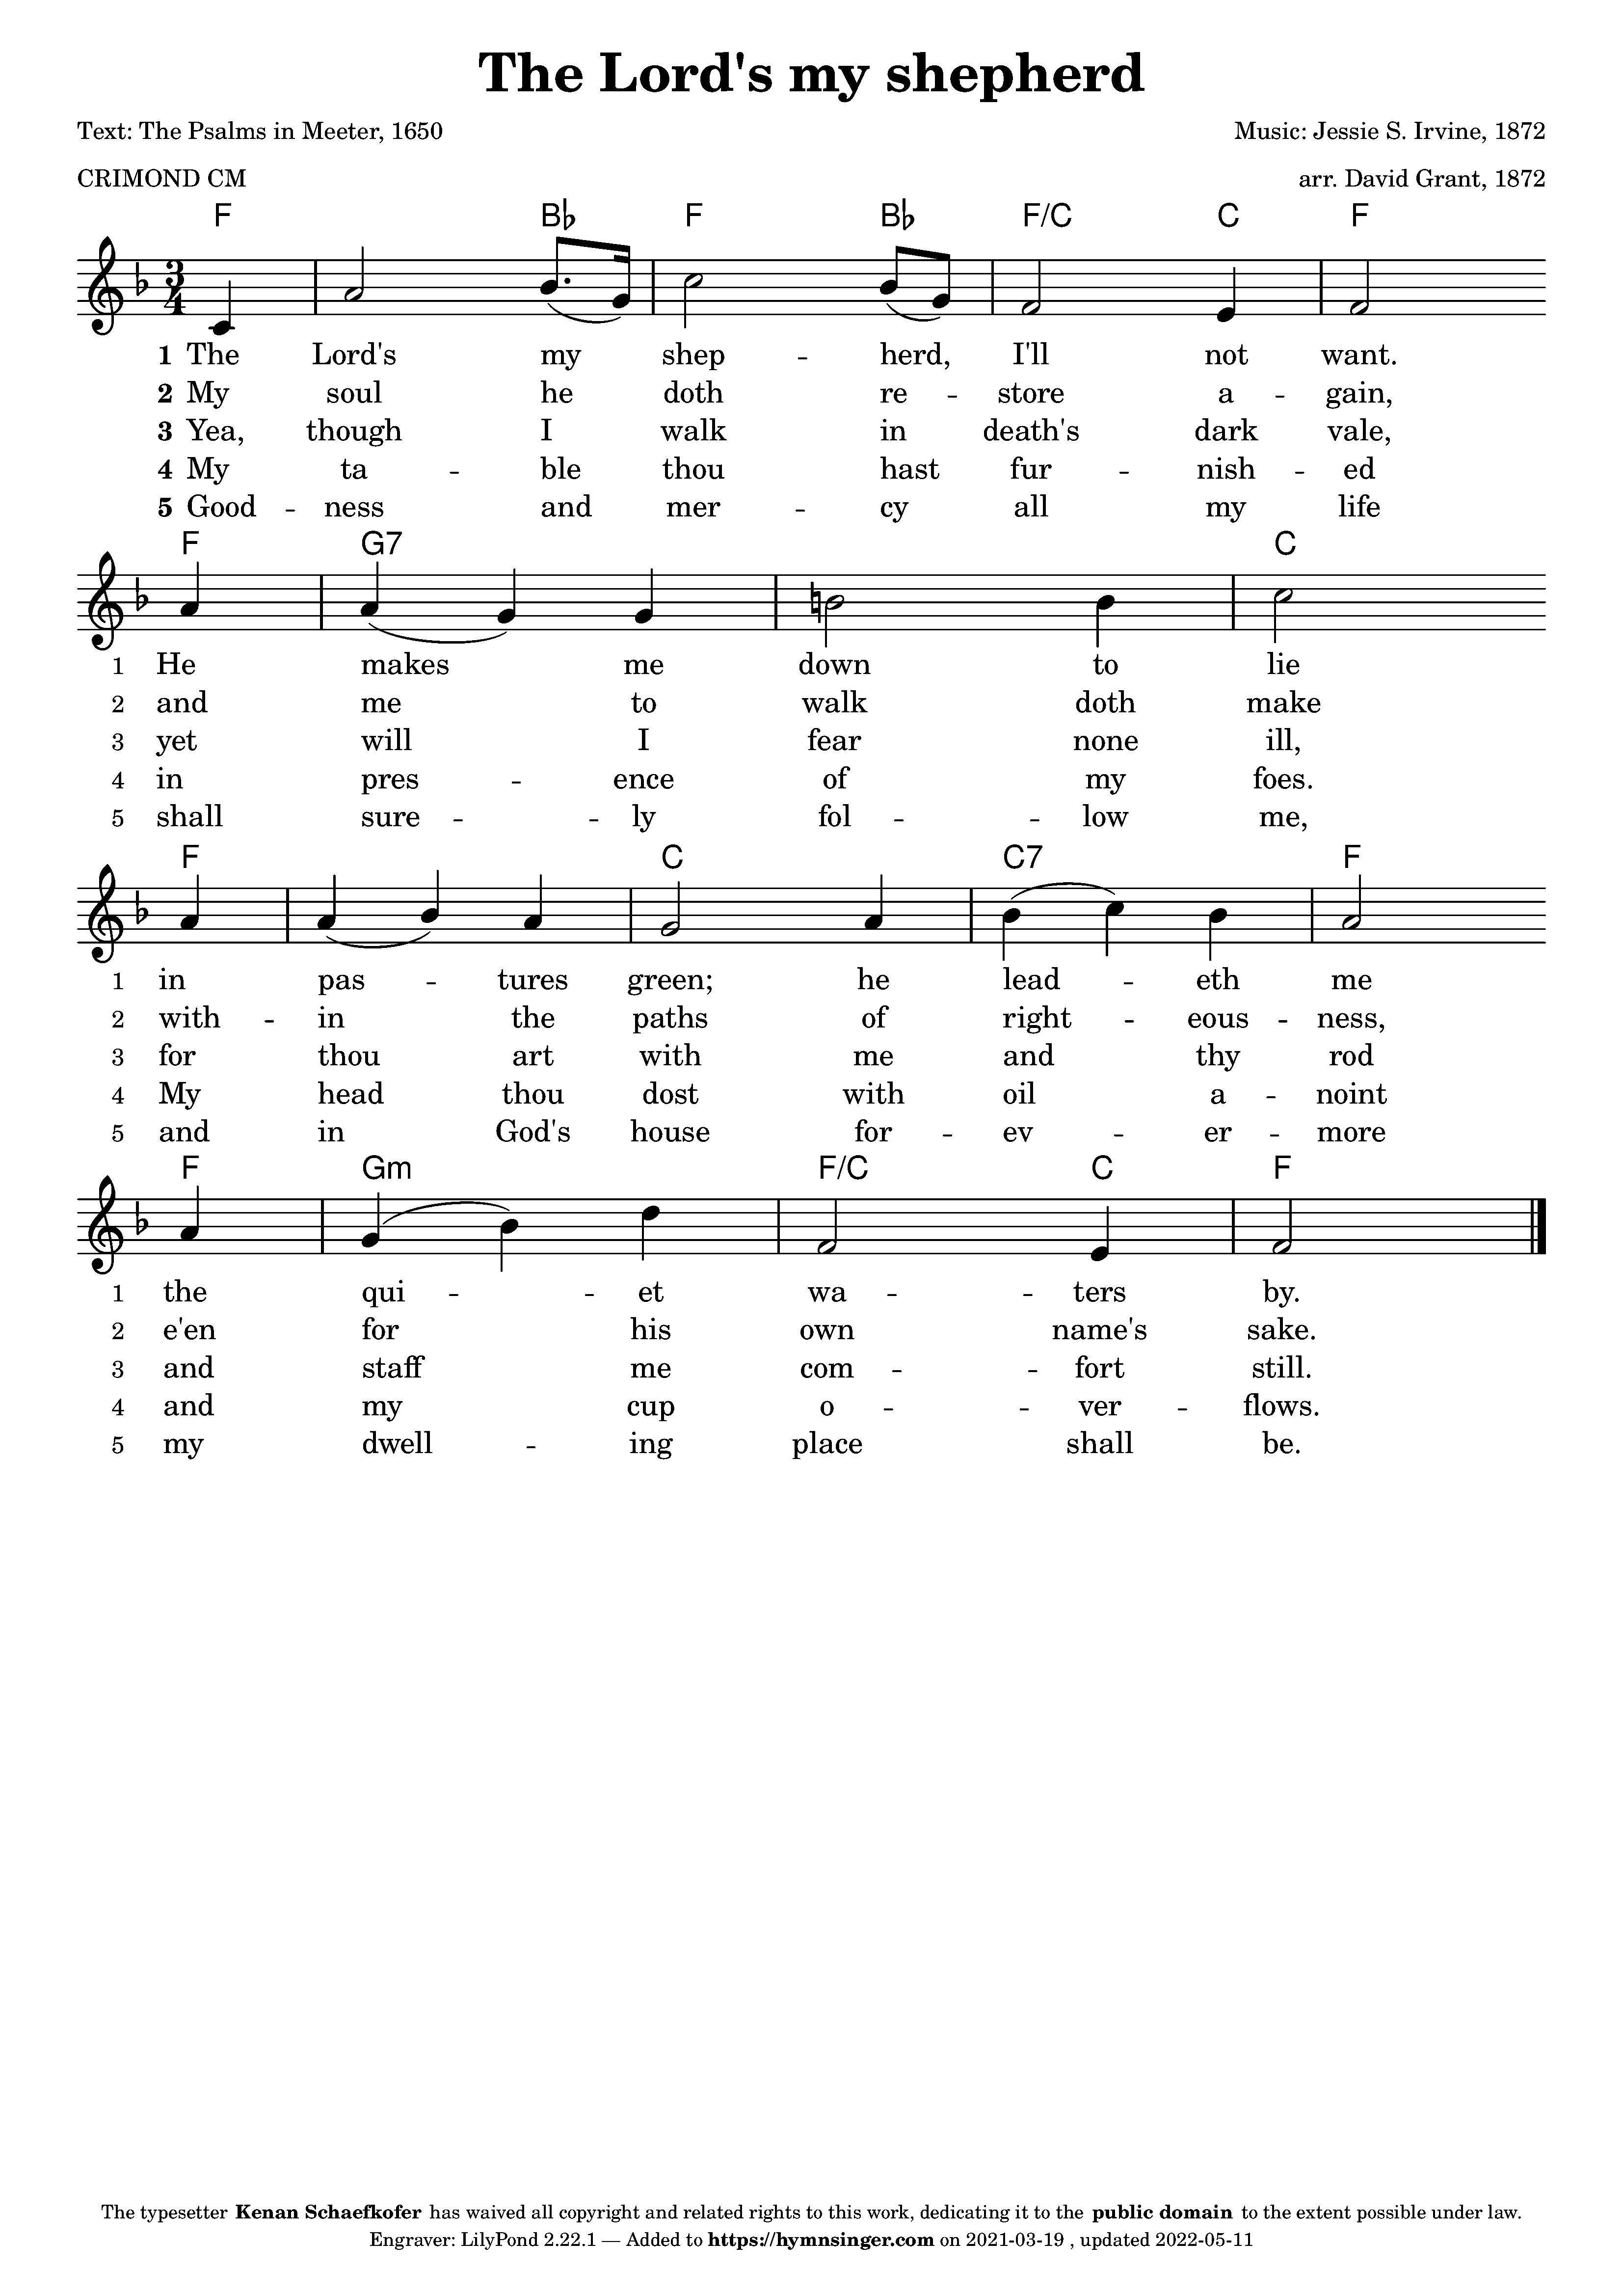 The Lord's my shepherd
Text: The Psalms in Meeter, 1650 Music: Jessie S. Irvine, 1872
CRIMOND CM arr. David Grant, 1872
F B♭ F B♭ F/C C F
3
4
1 The Lord's my shep -- herd, I'll not want.
2 My soul he doth re -- store a -- gain,
3 Yea, though I walk in death's dark vale,
4 My ta -- ble thou hast fur -- nish -- ed
5 Good -- ness and mer -- cy all my life
F G7 C
1 He makes me down to lie
2 and me to walk doth make
3 yet will I fear none ill,
4 in pres -- ence of my foes.
5 shall sure -- ly fol -- low me,
F C C7 F
1 in pas -- tures green; he lead -- eth me
2 with -- in the paths of right -- eous -- ness,
3 for thou art with me and thy rod
4 My head thou dost with oil a -- noint
5 and in God's house for -- ev -- er -- more
F Gm F/C C F
1 the qui -- et wa -- ters by.
2 e'en for his own name's sake.
3 and staff me com -- fort still.
4 and my cup o -- ver -- flows.
5 my dwell -- ing place shall be.
The typesetter Kenan Schaefkofer has waived all copyright and related rights to this work, dedicating it to the public domain to the extent possible under law.
Engraver: LilyPond 2.22.1 — Added to https://hymnsinger.com on 2021-03-19 , updated 2022-05-11